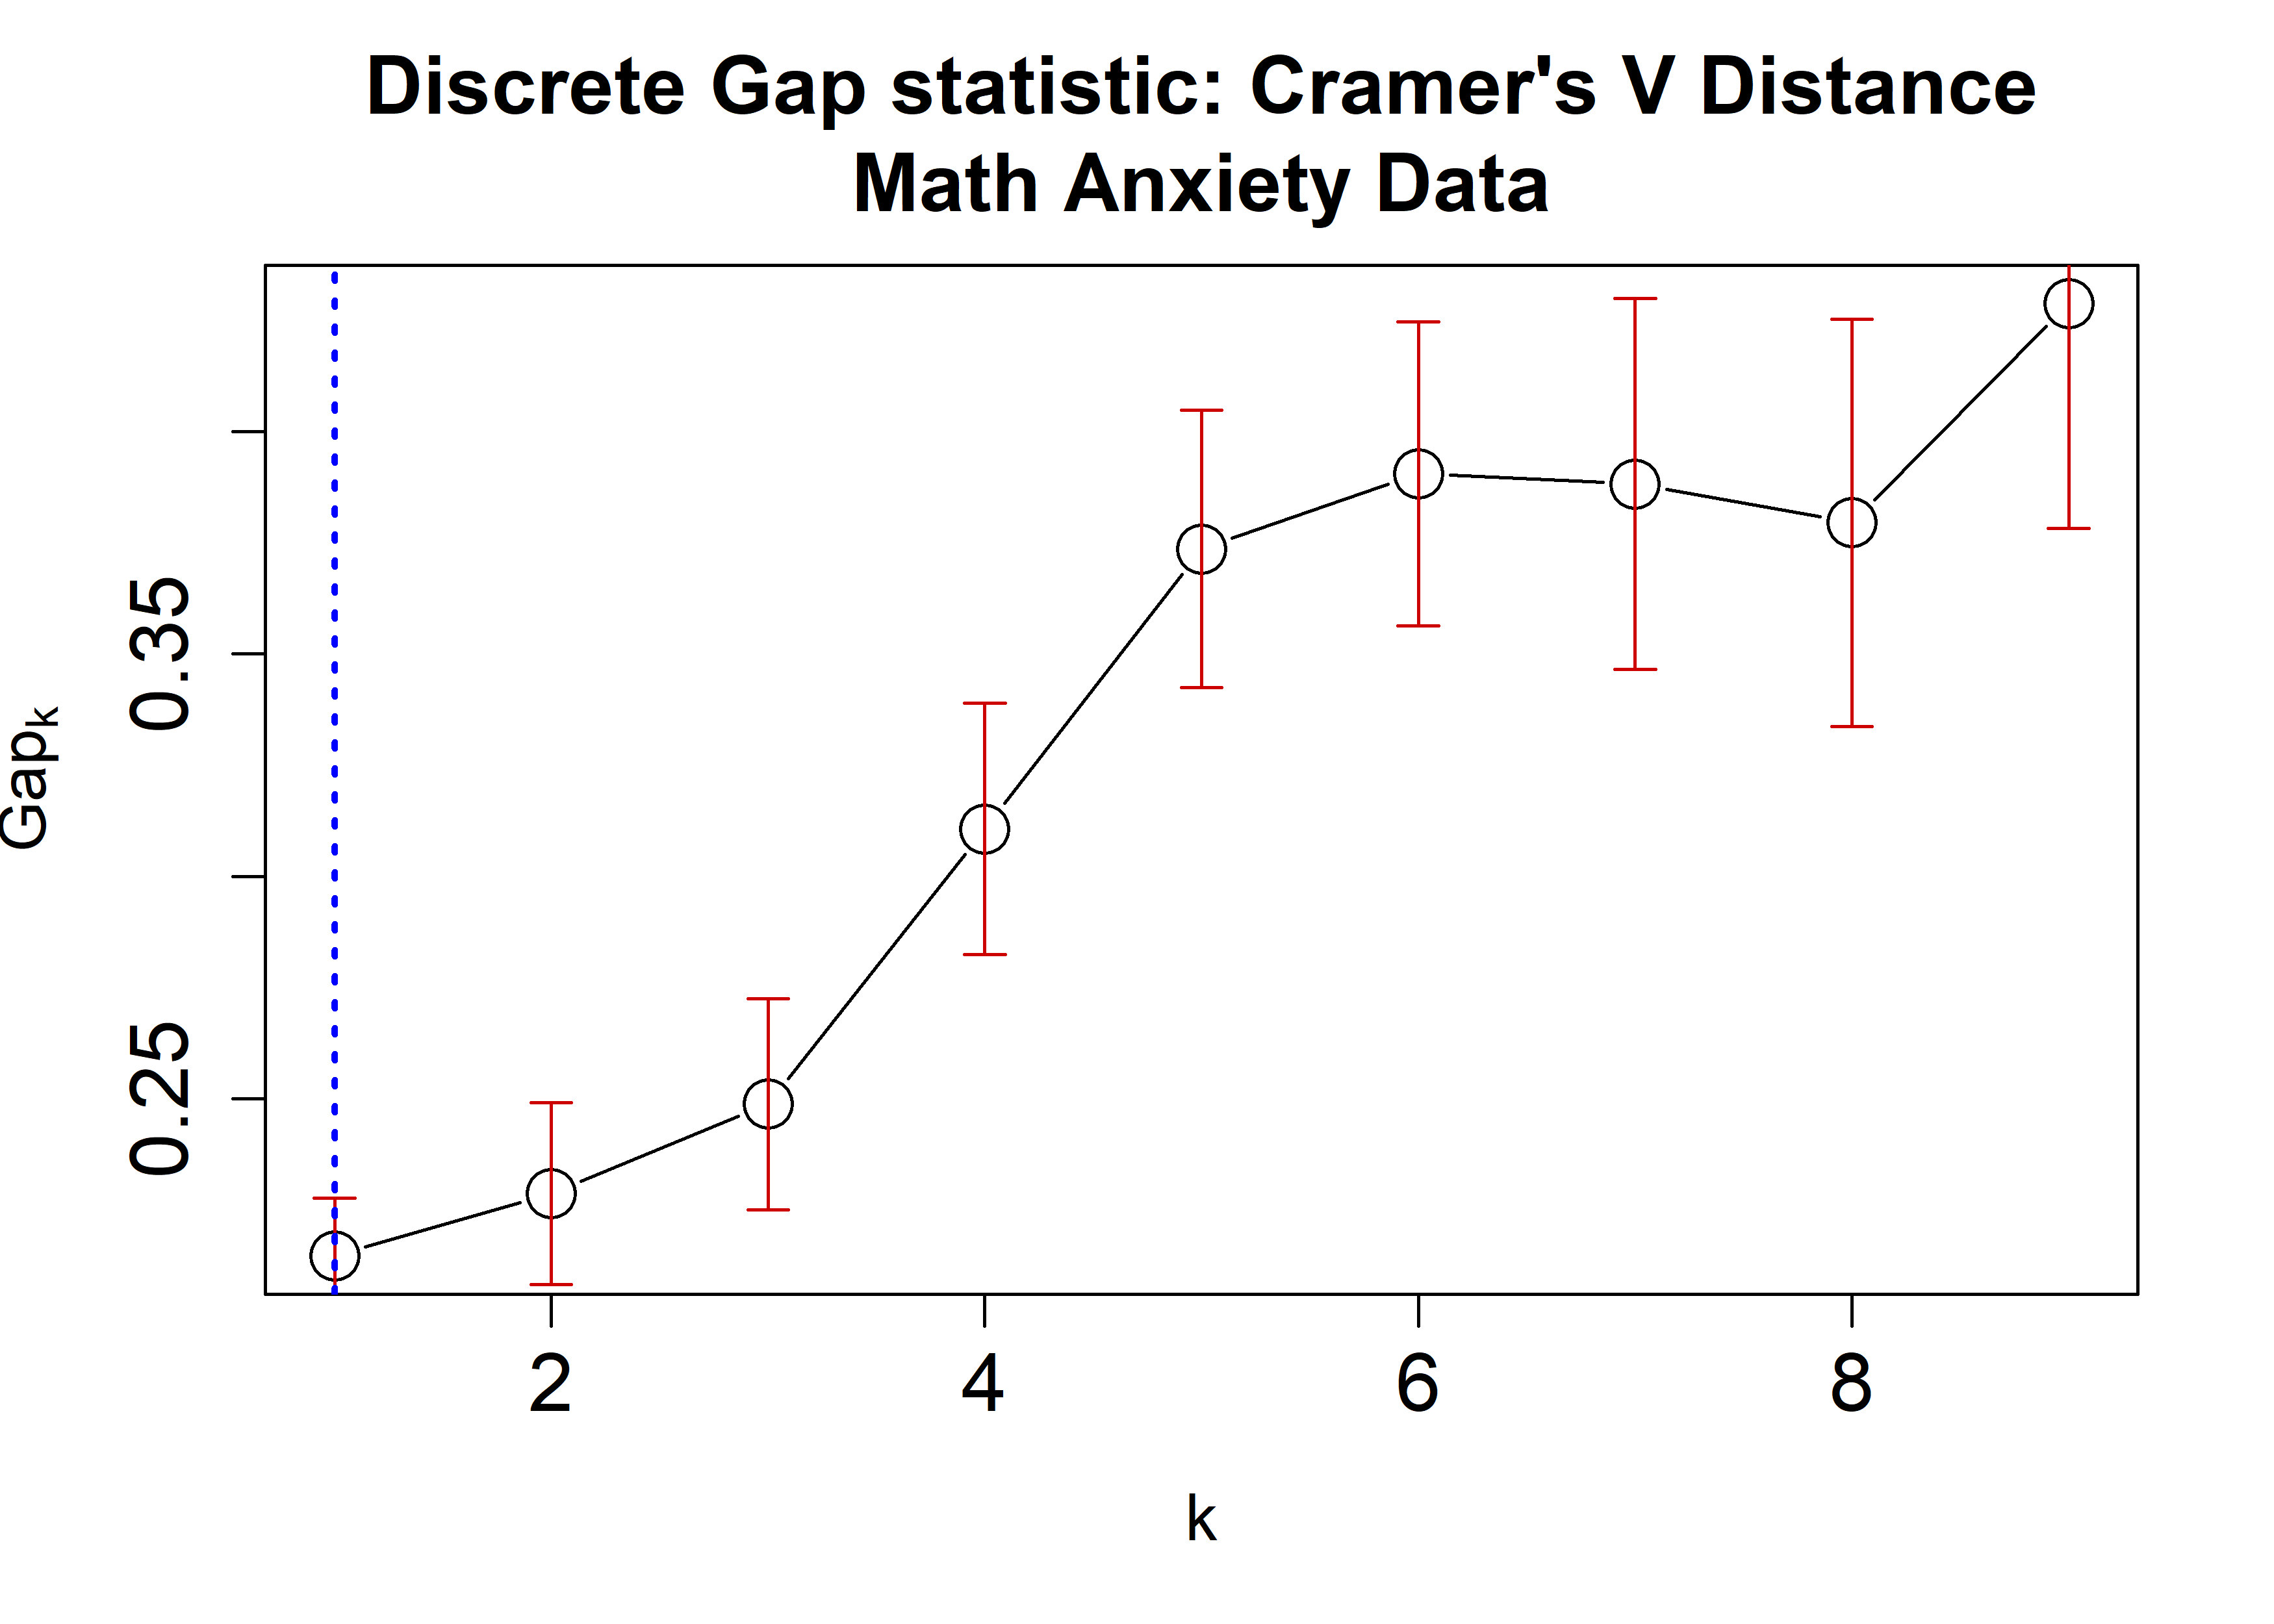 Discrete Gap statistic: Cramer's V Distance
Math Anxiety Data
Gapk
0.35
0.25
2 4 6 8
k